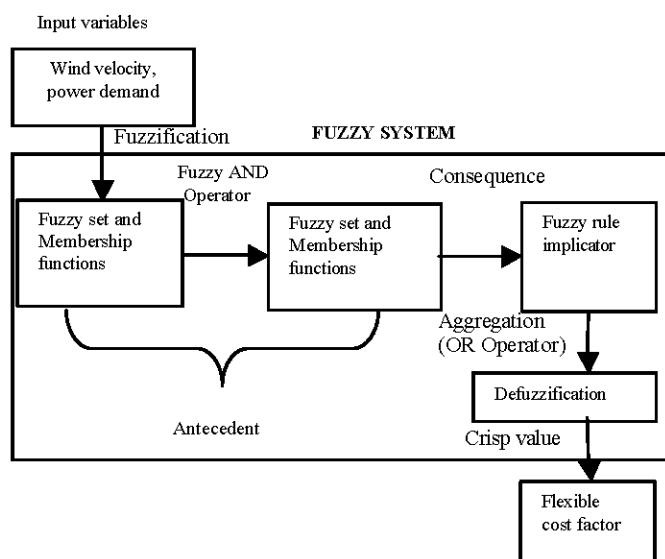 Input variables
Wind velocity,
power demand
Fuzzification
FUZZY SYSTEM
Fuzzy AND
Operator
Consequence
Fuzzy set and
Membership
functions
Fuzzy set and
Membership
functions
Fuzzy rule
implicator
Aggregation
(OR Operator)
Antecedent
Defuzzification
Crisp value
Flexible
cost factor